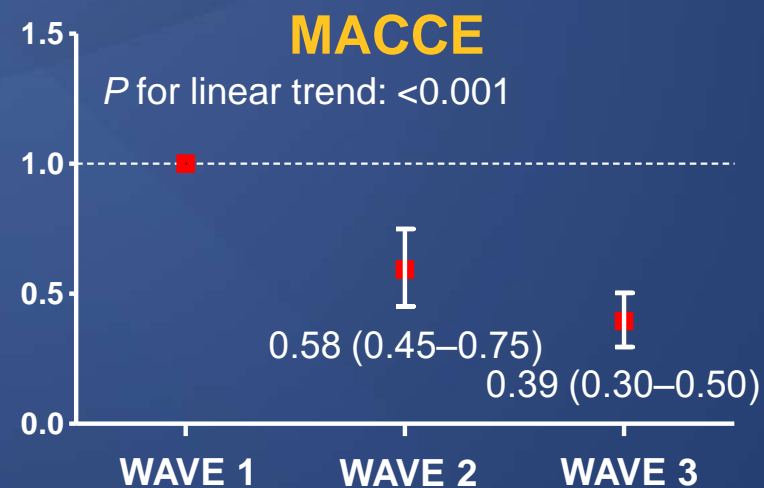 MACCE
1.5
P for linear trend: <0.001
1.0
0.5
0.58 (0.45–0.75)
0.39 (0.30–0.50)
0.0
WAVE 1 WAVE 2 WAVE 3